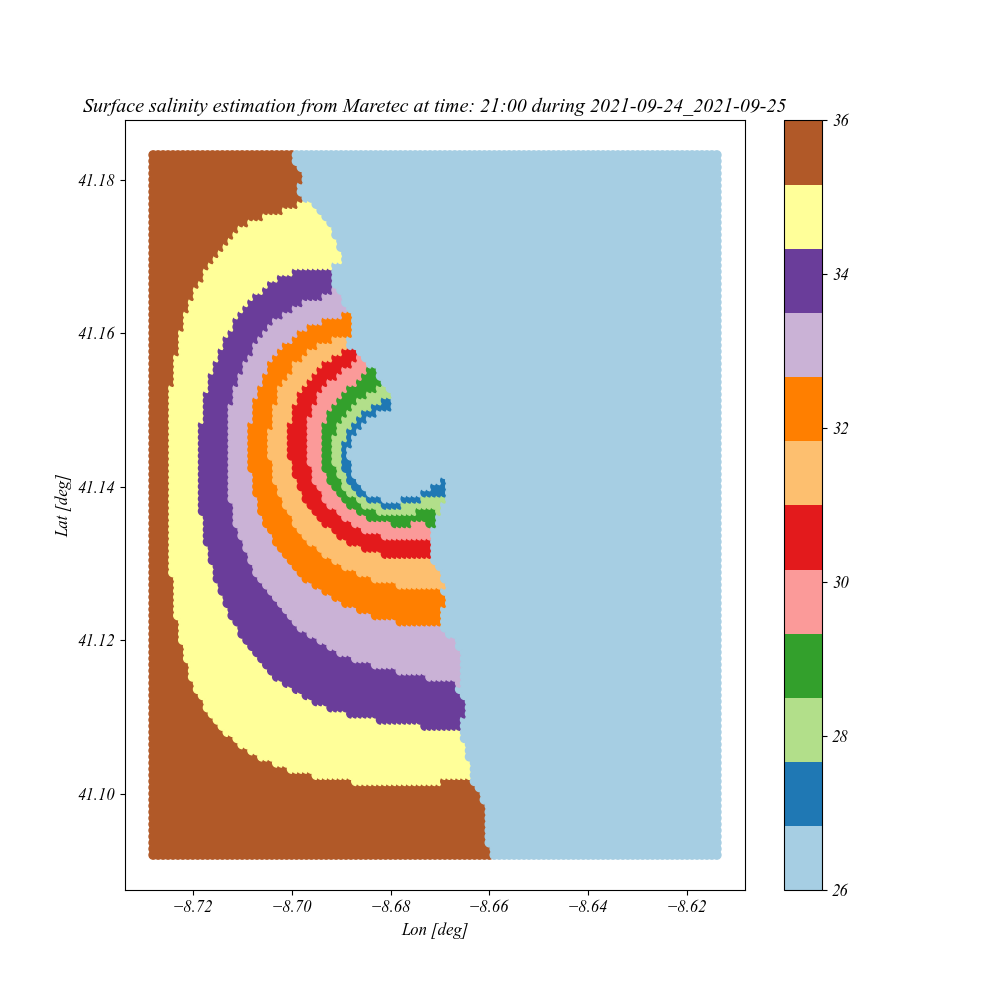 Surface salinity estimation from Maretec at time: 21:00 during 2021-09-24_2021-09-25
41.18
41.16
41.14
41.12
41.10
Lat [deg]
−8.72 −8.70 −8.68 −8.66 −8.64 −8.62
Lon [deg]
36
34
32
30
28
26